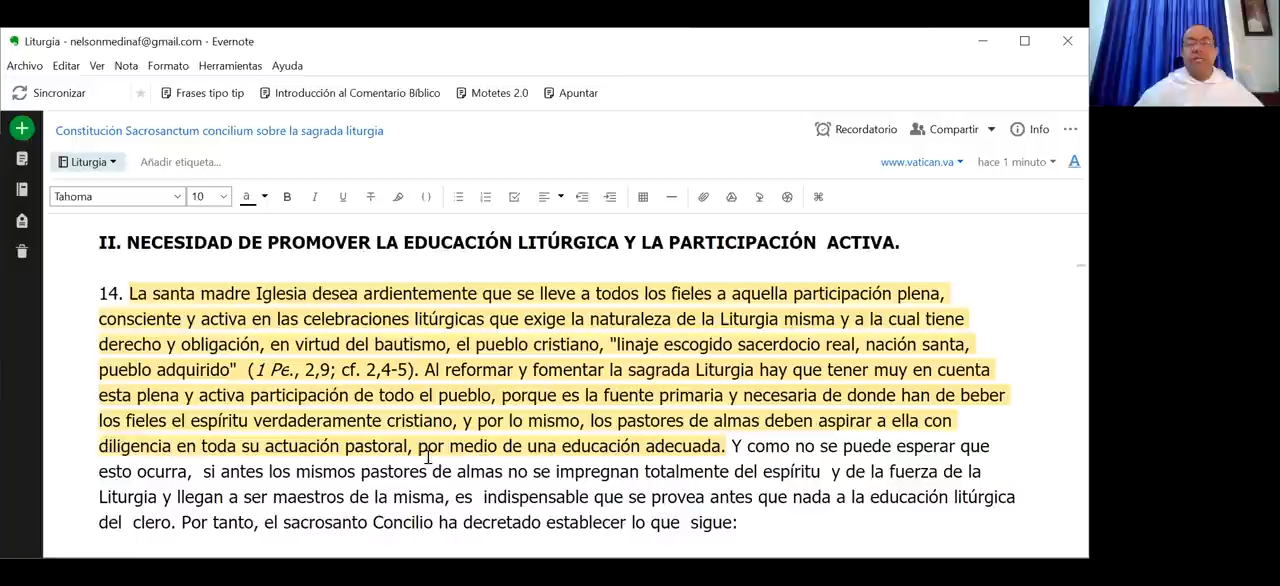 Liturgia - nelsonmedinaf@gmail.com - Evernote
Archivo Editar Ver Nota Formato Herramientas Ayuda
Sincronizar Frases tipo tip Introducción al Comentario Bíblico Motetes 2.0 Apuntar
Constitución Sacrosanctum concilium sobre la sagrada liturgia Recordatorio Compartir Info
Liturgia Añadir etiqueta... www.vatican.va hace 1 minuto A
Tahoma 10 a B I U T
II. NECESIDAD DE PROMOVER LA EDUCACIÓN LITÚRGICA Y LA PARTICIPACIÓN ACTIVA.
14. La santa madre Iglesia desea ardientemente que se lleve a todos los fieles a aquella participación plena,
consciente y activa en las celebraciones litúrgicas que exige la naturaleza de la Liturgia misma y a la cual tiene
derecho y obligación, en virtud del bautismo, el pueblo cristiano, "linaje escogido sacerdocio real, nación santa,
pueblo adquirido" (1 Pe., 2,9; cf. 2,4-5). Al reformar y fomentar la sagrada Liturgia hay que tener muy en cuenta
esta plena y activa participación de todo el pueblo, porque es la fuente primaria y necesaria de donde han de beber
los fieles el espíritu verdaderamente cristiano, y por lo mismo, los pastores de almas deben aspirar a ella con
diligencia en toda su actuación pastoral, por medio de una educación adecuada. Y como no se puede esperar que
esto ocurra, si antes los mismos pastores de almas no se impregnan totalmente del espíritu y de la fuerza de la
Liturgia y llegan a ser maestros de la misma, es indispensable que se provea antes que nada a la educación litúrgica
del clero. Por tanto, el sacrosanto Concilio ha decretado establecer lo que sigue: